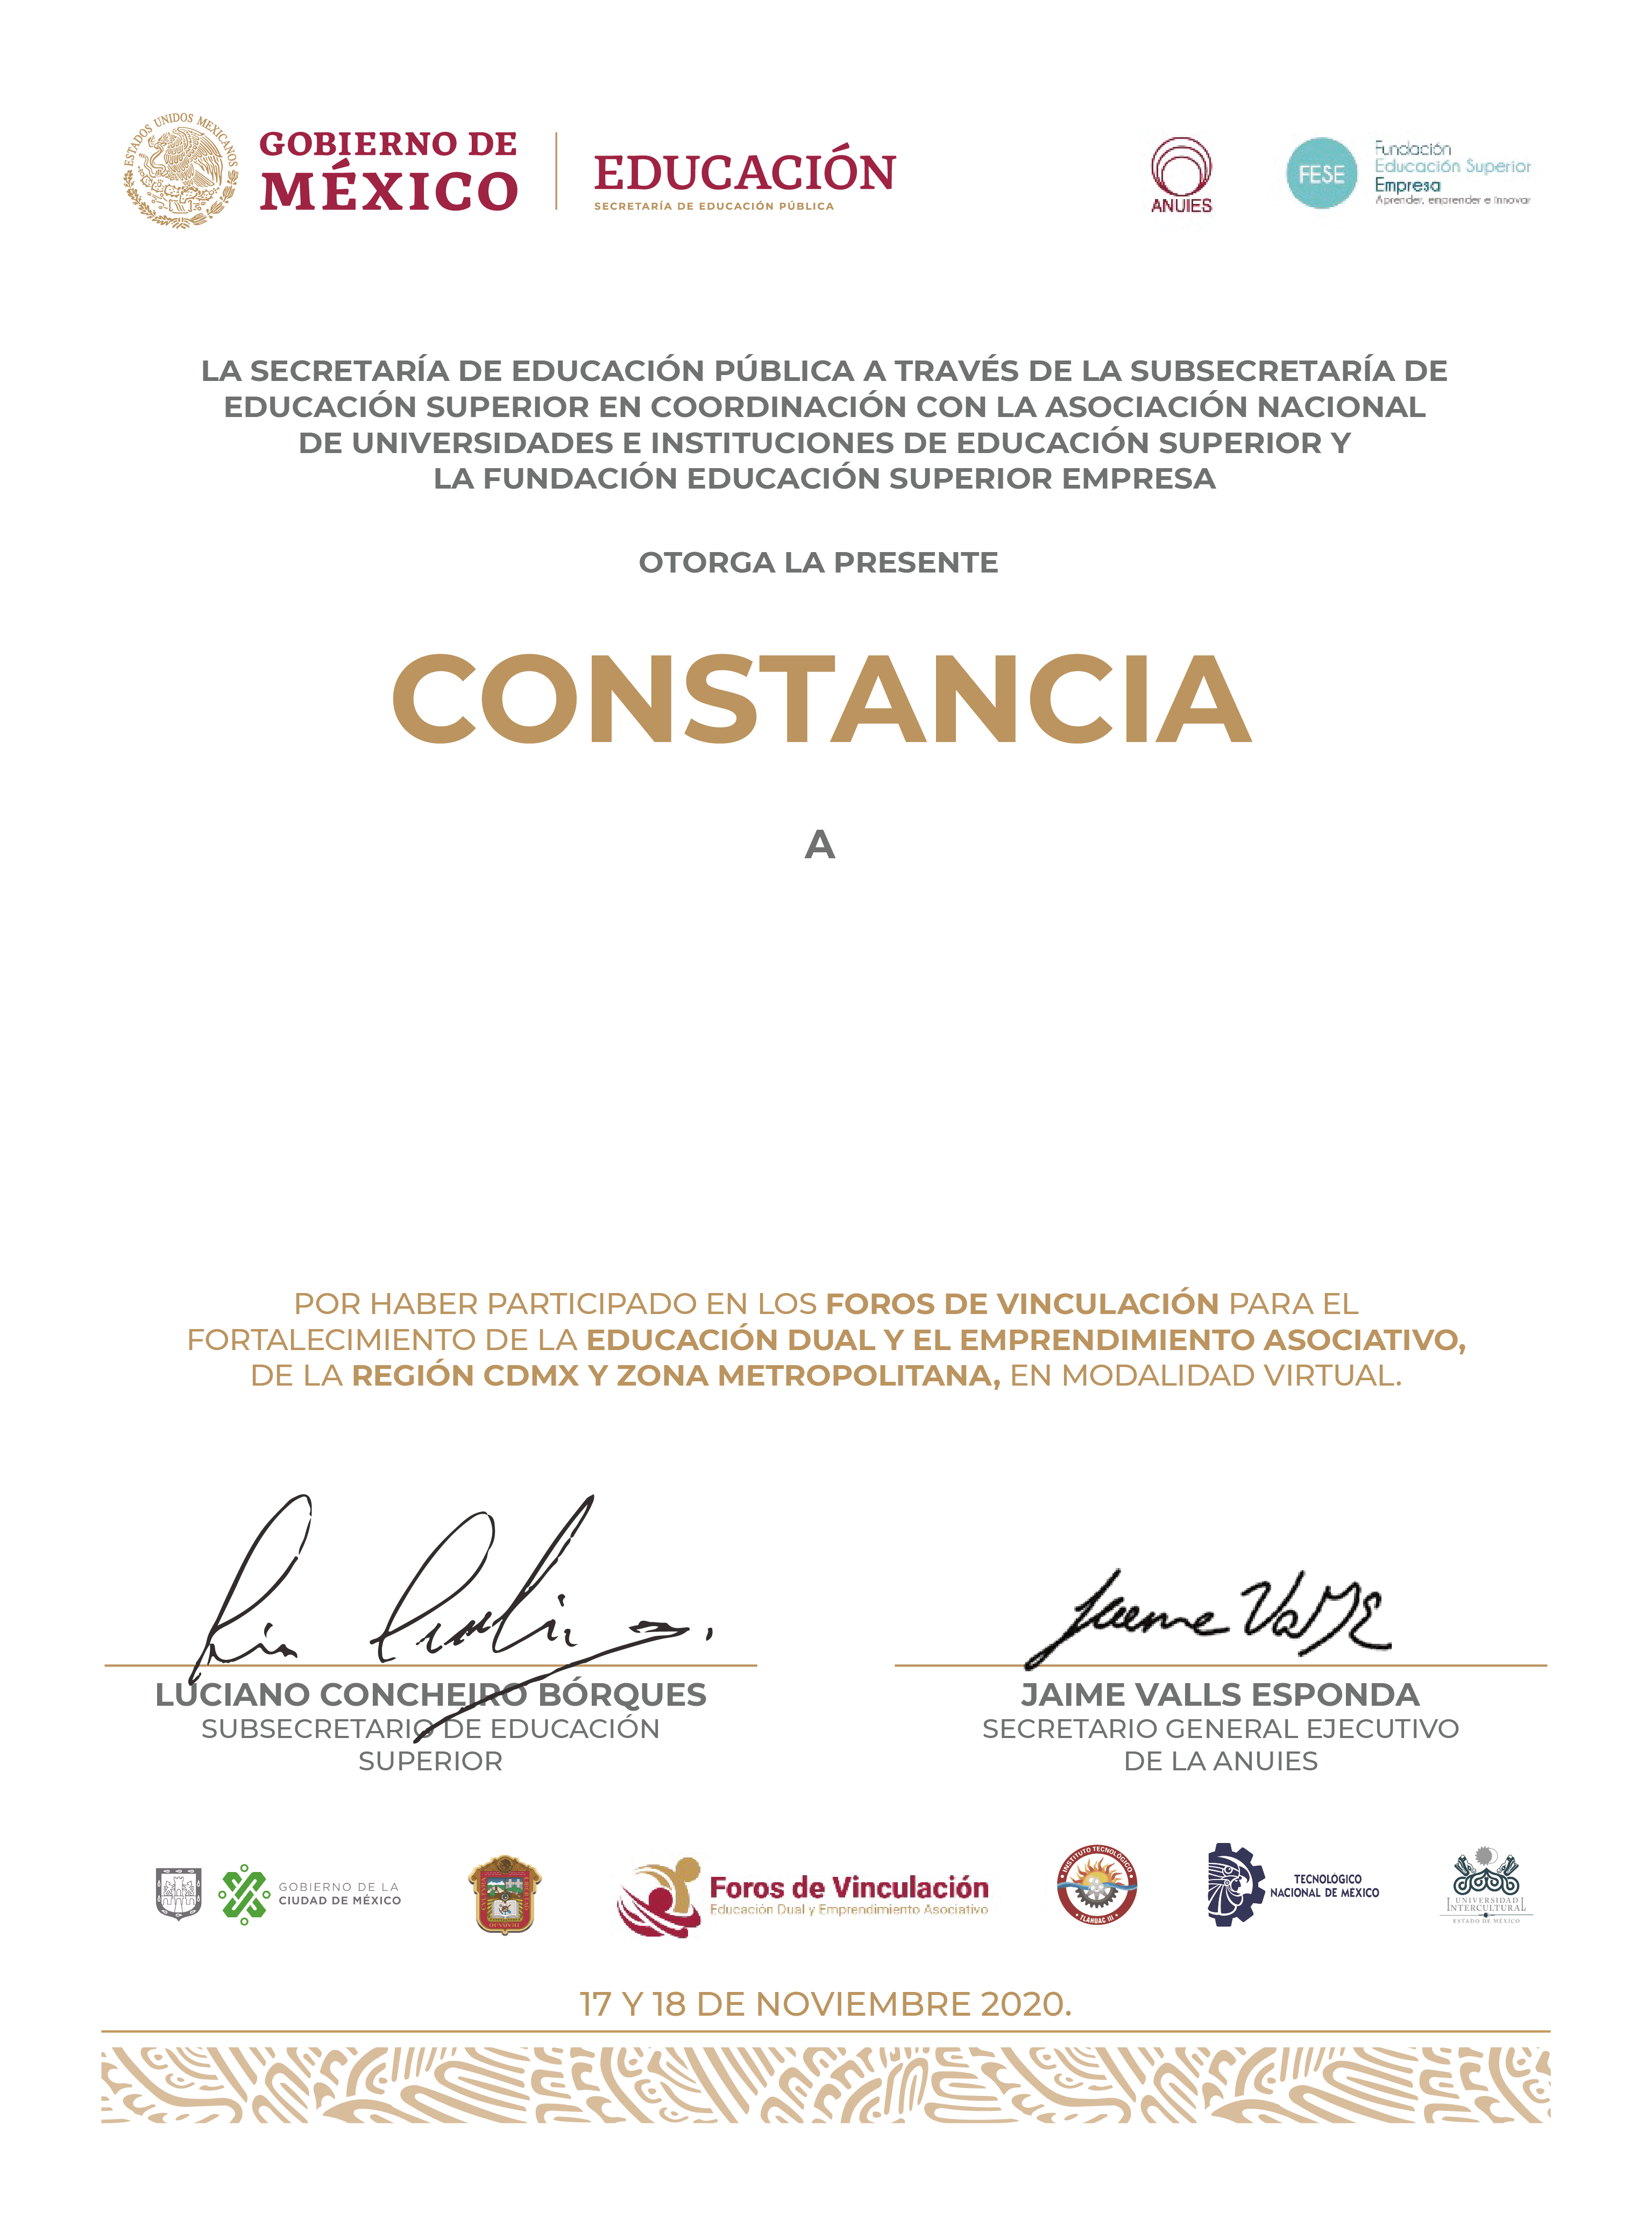 ESTADOS UNIDOS MEXICANOS
GOBIERNO DE
MÉXICO
EDUCACIÓN
SECRETARÍA DE EDUCACIÓN PÚBLICA
ANUIES
FESE
Fundación
Educación Superior
Empresa
Aprender, emprender e Innovar
LA SECRETARÍA DE EDUCACIÓN PÚBLICA A TRAVÉS DE LA SUBSECRETARÍA DE
EDUCACIÓN SUPERIOR EN COORDINACIÓN CON LA ASOCIACIÓN NACIONAL
DE UNIVERSIDADES E INSTITUCIONES DE EDUCACIÓN SUPERIOR Y
LA FUNDACIÓN EDUCACIÓN SUPERIOR EMPRESA
OTORGA LA PRESENTE
CONSTANCIA
A
POR HABER PARTICIPADO EN LOS FOROS DE VINCULACIÓN PARA EL
FORTALECIMIENTO DE LA EDUCACIÓN DUAL Y EL EMPRENDIMIENTO ASOCIATIVO,
DE LA REGIÓN CDMX Y ZONA METROPOLITANA, EN MODALIDAD VIRTUAL.
Jaime Valls E
LUCIANO CONCHEIRO BÓRQUES
SUBSECRETARIO DE EDUCACIÓN
SUPERIOR
JAIME VALLS ESPONDA
SECRETARIO GENERAL EJECUTIVO
DE LA ANUIES
GOBIERNO DE LA
CIUDAD DE MÉXICO
Foros de Vinculación
Educación Dual y Emprendimiento Asociativo
INSTITUTO TECNOLÓGICO
TLAHUAC III
TECNOLÓGICO
NACIONAL DE MÉXICO
UNIVERSIDAD
INTERCULTURAL
ESTADO DE MÉXICO
17 Y 18 DE NOVIEMBRE 2020.